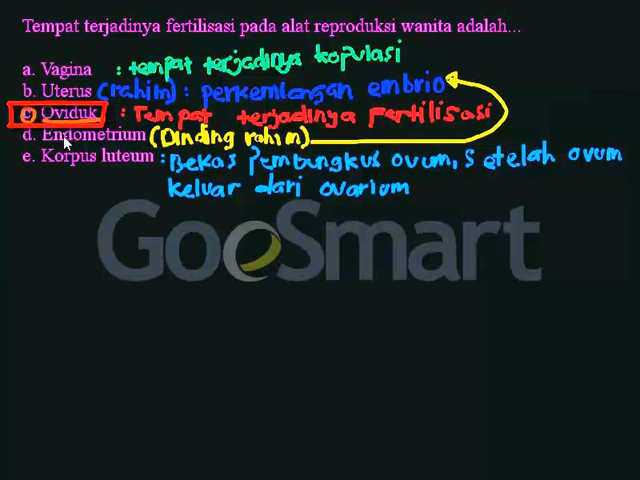 Tempat terjadinya fertilisasi pada alat reproduksi wanita adalah...
a. Vagina : tempat terjadinya kopulasi
b. Uterus (rahim) : perkemlangan embrio
c. Oviduk : Tempat terjadinya fertilisasi
d. Endometrium (Dinding rahim)
e. Korpus luteum : Bekas Pembungkus ovum, setelah ovum
keluar dari ovarium
GooSmart